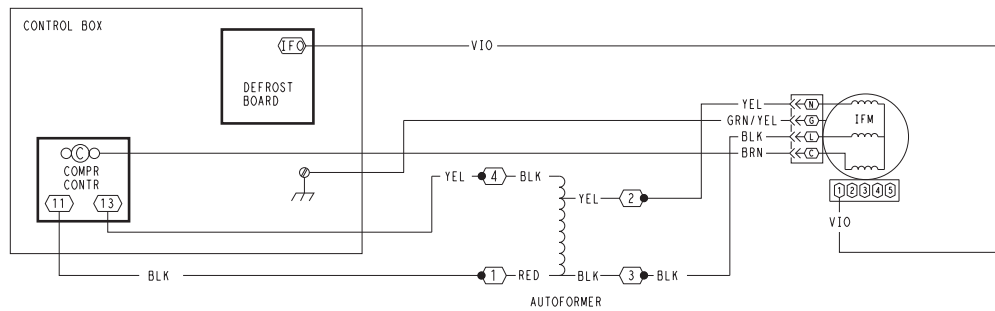 CONTROL BOX
IFO
VIO
DEFROST
BOARD
YEL
N
GRN/YEL
G
IFM
BLK
L
BRN
C
C
COMPR
CONTR
11
13
YEL
4
BLK
YEL
2
1
2
3
4
5
VIO
BLK
1
RED
BLK
3
BLK
AUTOFORMER